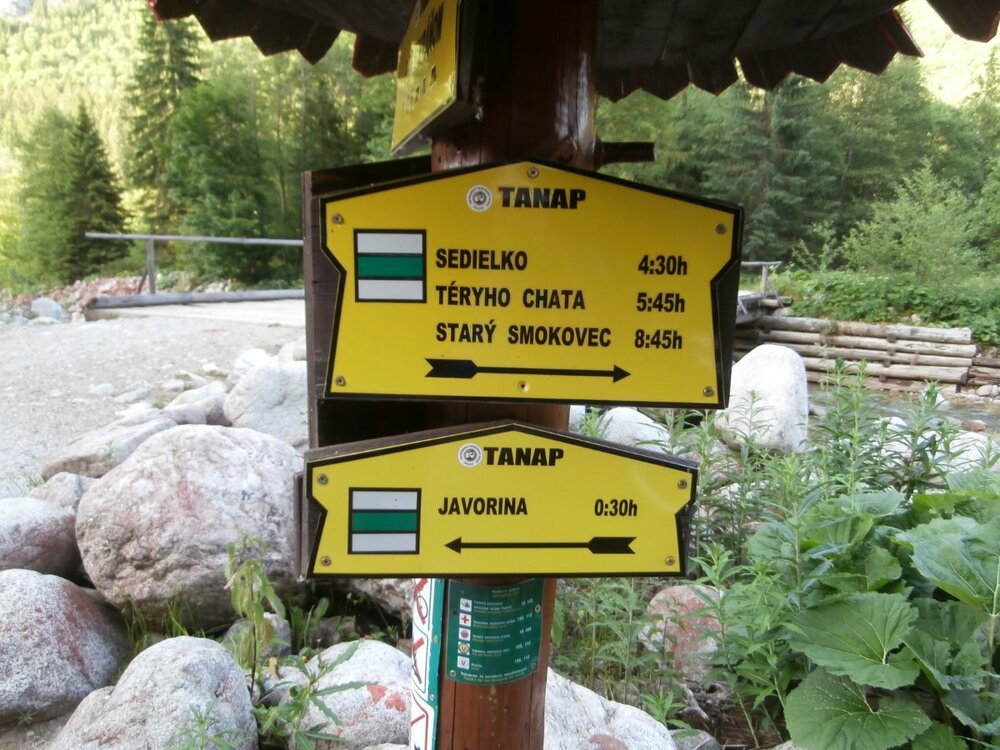 TANAP
SEDIELKO 4:30h
TÉRYHO CHATA 5:45h
STARÝ SMOKOVEC 8:45h
TANAP
JAVORINA 0:30h